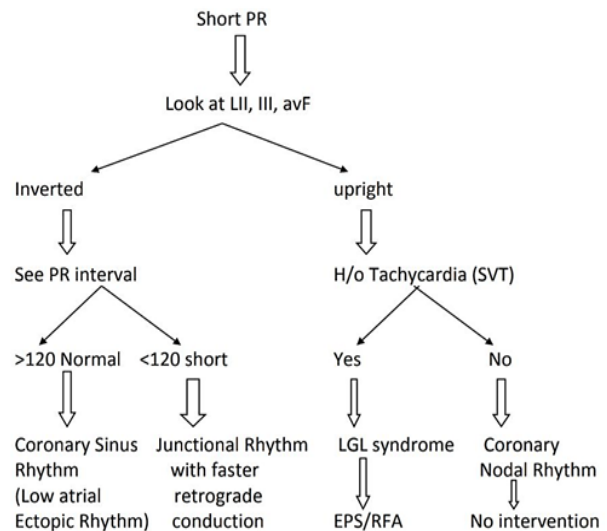 Short PR
Look at LII, III, avF
Inverted
upright
See PR interval
H/o Tachycardia (SVT)
>120 Normal
<120 short
Yes
No
Coronary Sinus
Rhythm
(Low atrial
Ectopic Rhythm)
Junctional Rhythm
with faster
retrograde
conduction
LGL syndrome
Coronary
Nodal Rhythm
EPS/RFA
No intervention